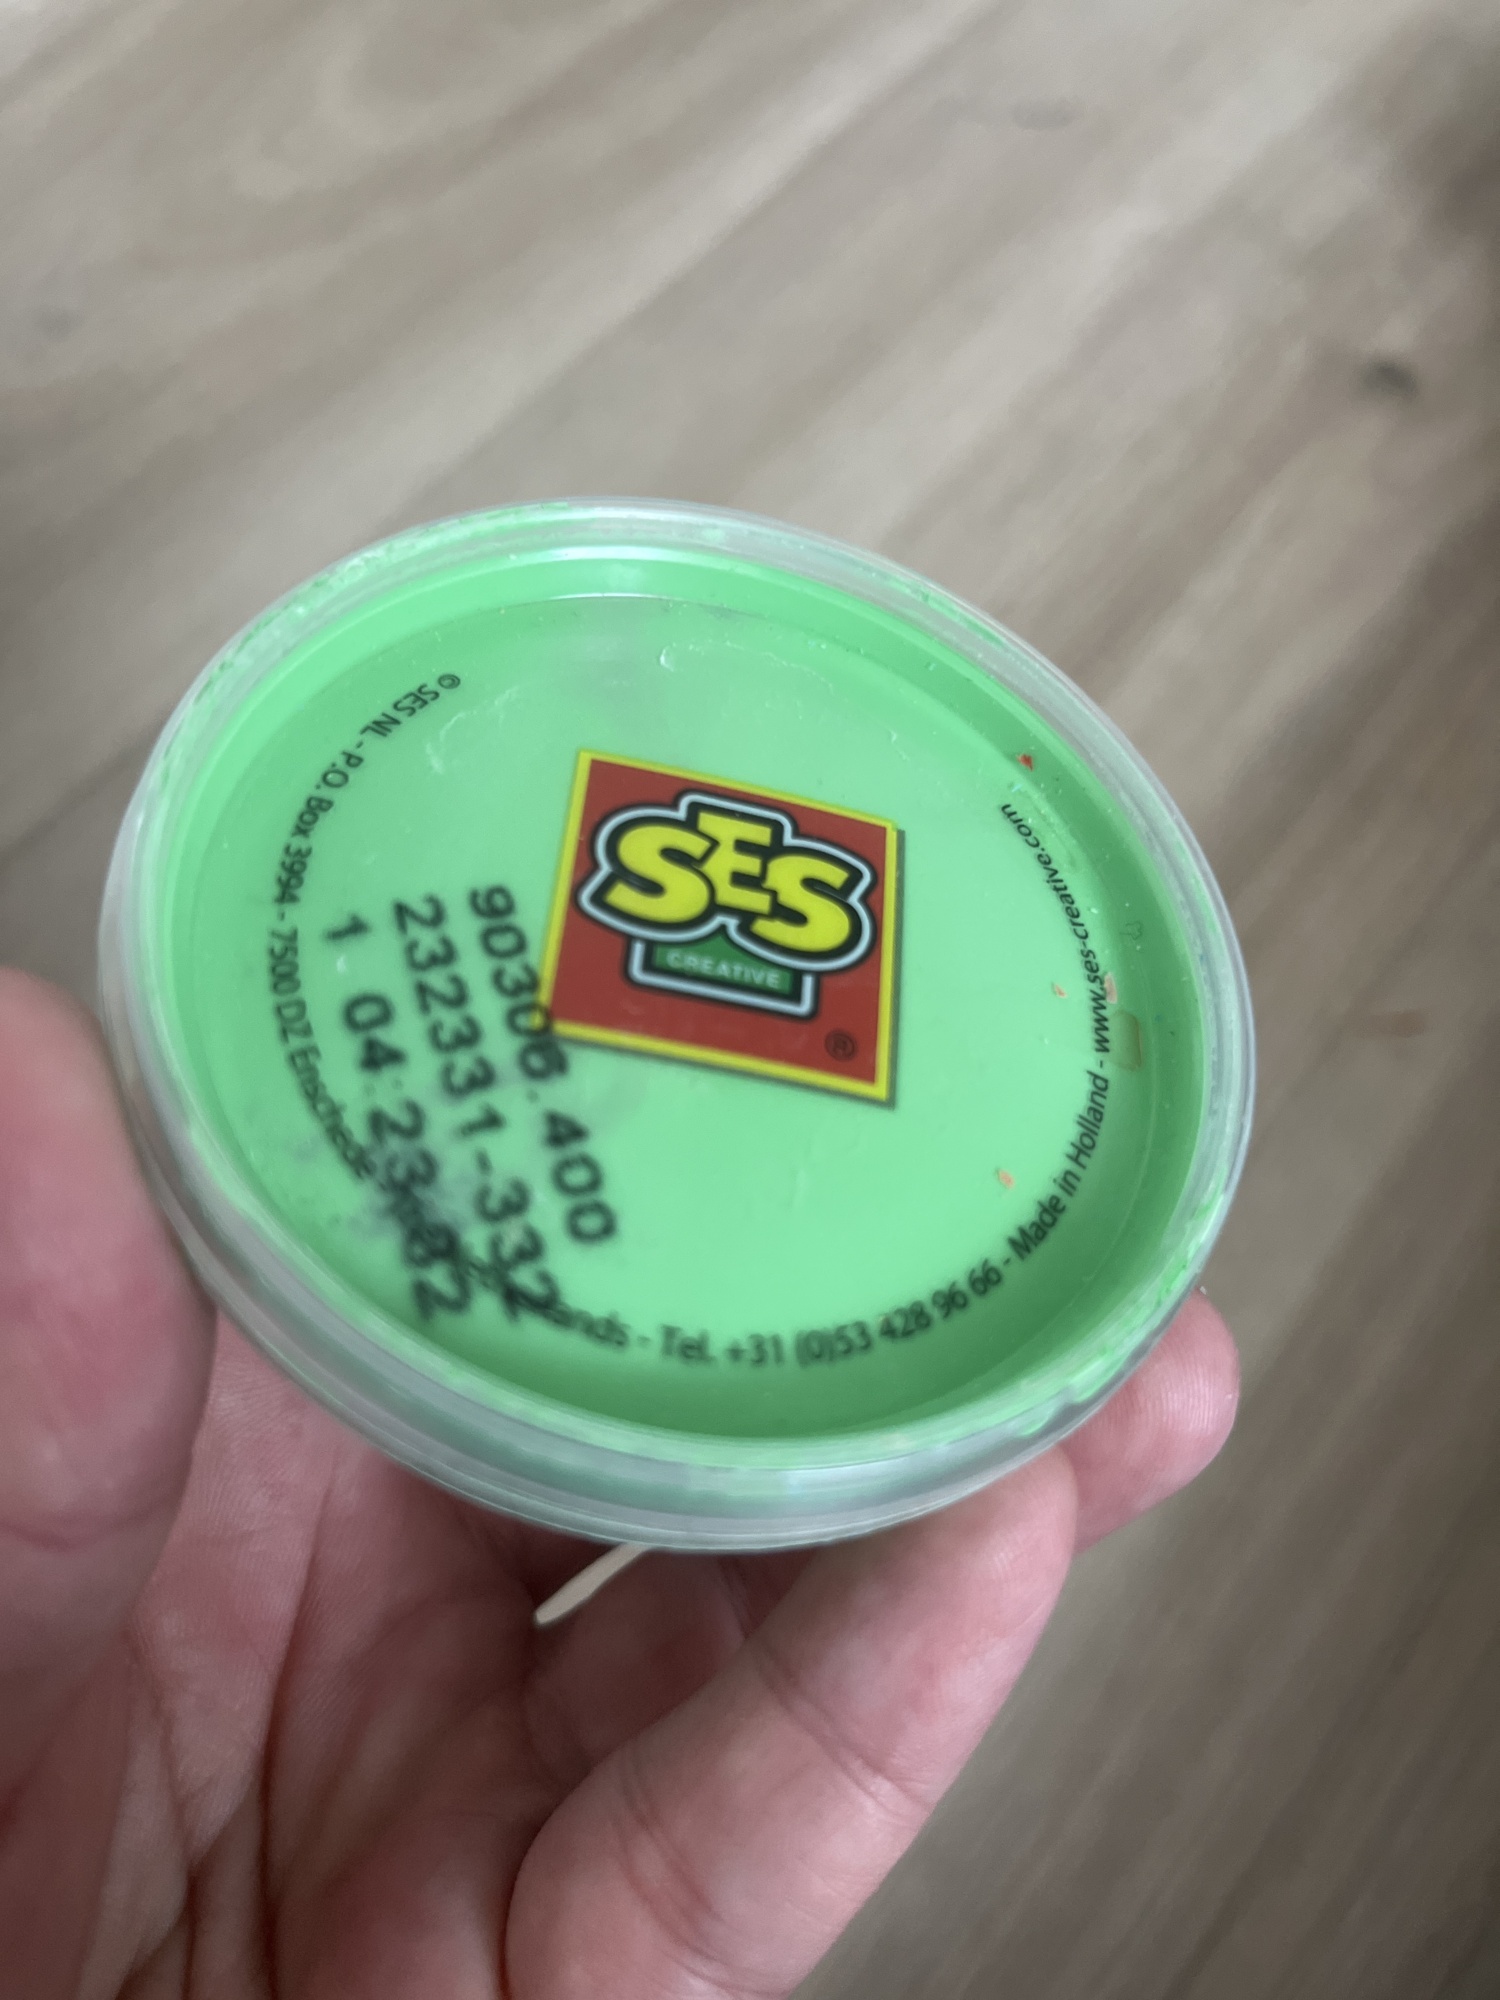 SES
CREATIVE
®
90306.400
232331-332
1 04:23
© SES NL - P.O. Box 3994 - 7500 DZ Enschede
- Tel. +31 (0)53 428 96 66 - Made in Holland - www.ses-creative.com